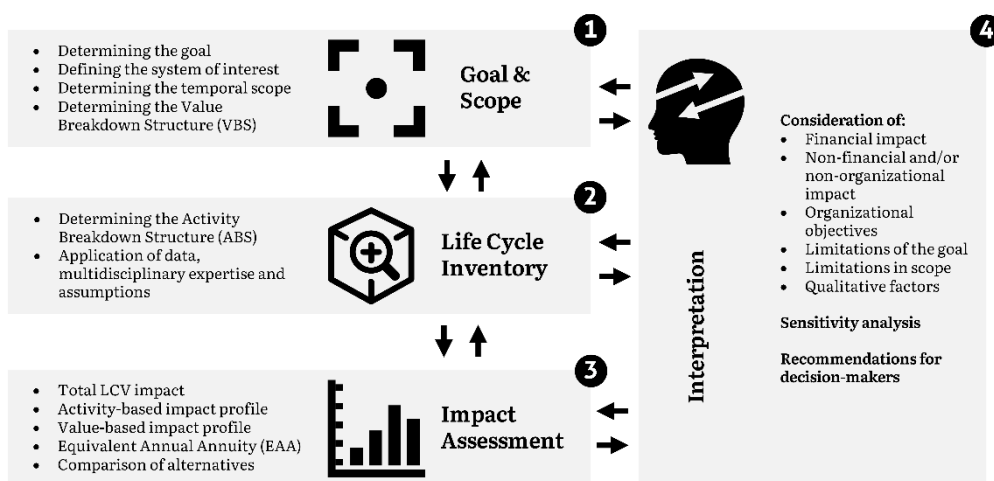 1
• Determining the goal
• Defining the system of interest
• Determining the temporal scope
• Determining the Value
Breakdown Structure (VBS)
Goal &
Scope
2
• Determining the Activity
Breakdown Structure (ABS)
• Application of data,
multidisciplinary expertise and
assumptions
Life Cycle
Inventory
3
• Total LCV impact
• Activity-based impact profile
• Value-based impact profile
• Equivalent Annual Annuity (EAA)
• Comparison of alternatives
Impact
Assessment
4
Interpretation
Consideration of:
• Financial impact
• Non-financial and/or
non-organizational
impact
• Organizational
objectives
• Limitations of the goal
• Limitations in scope
• Qualitative factors
Sensitivity analysis
Recommendations for
decision-makers